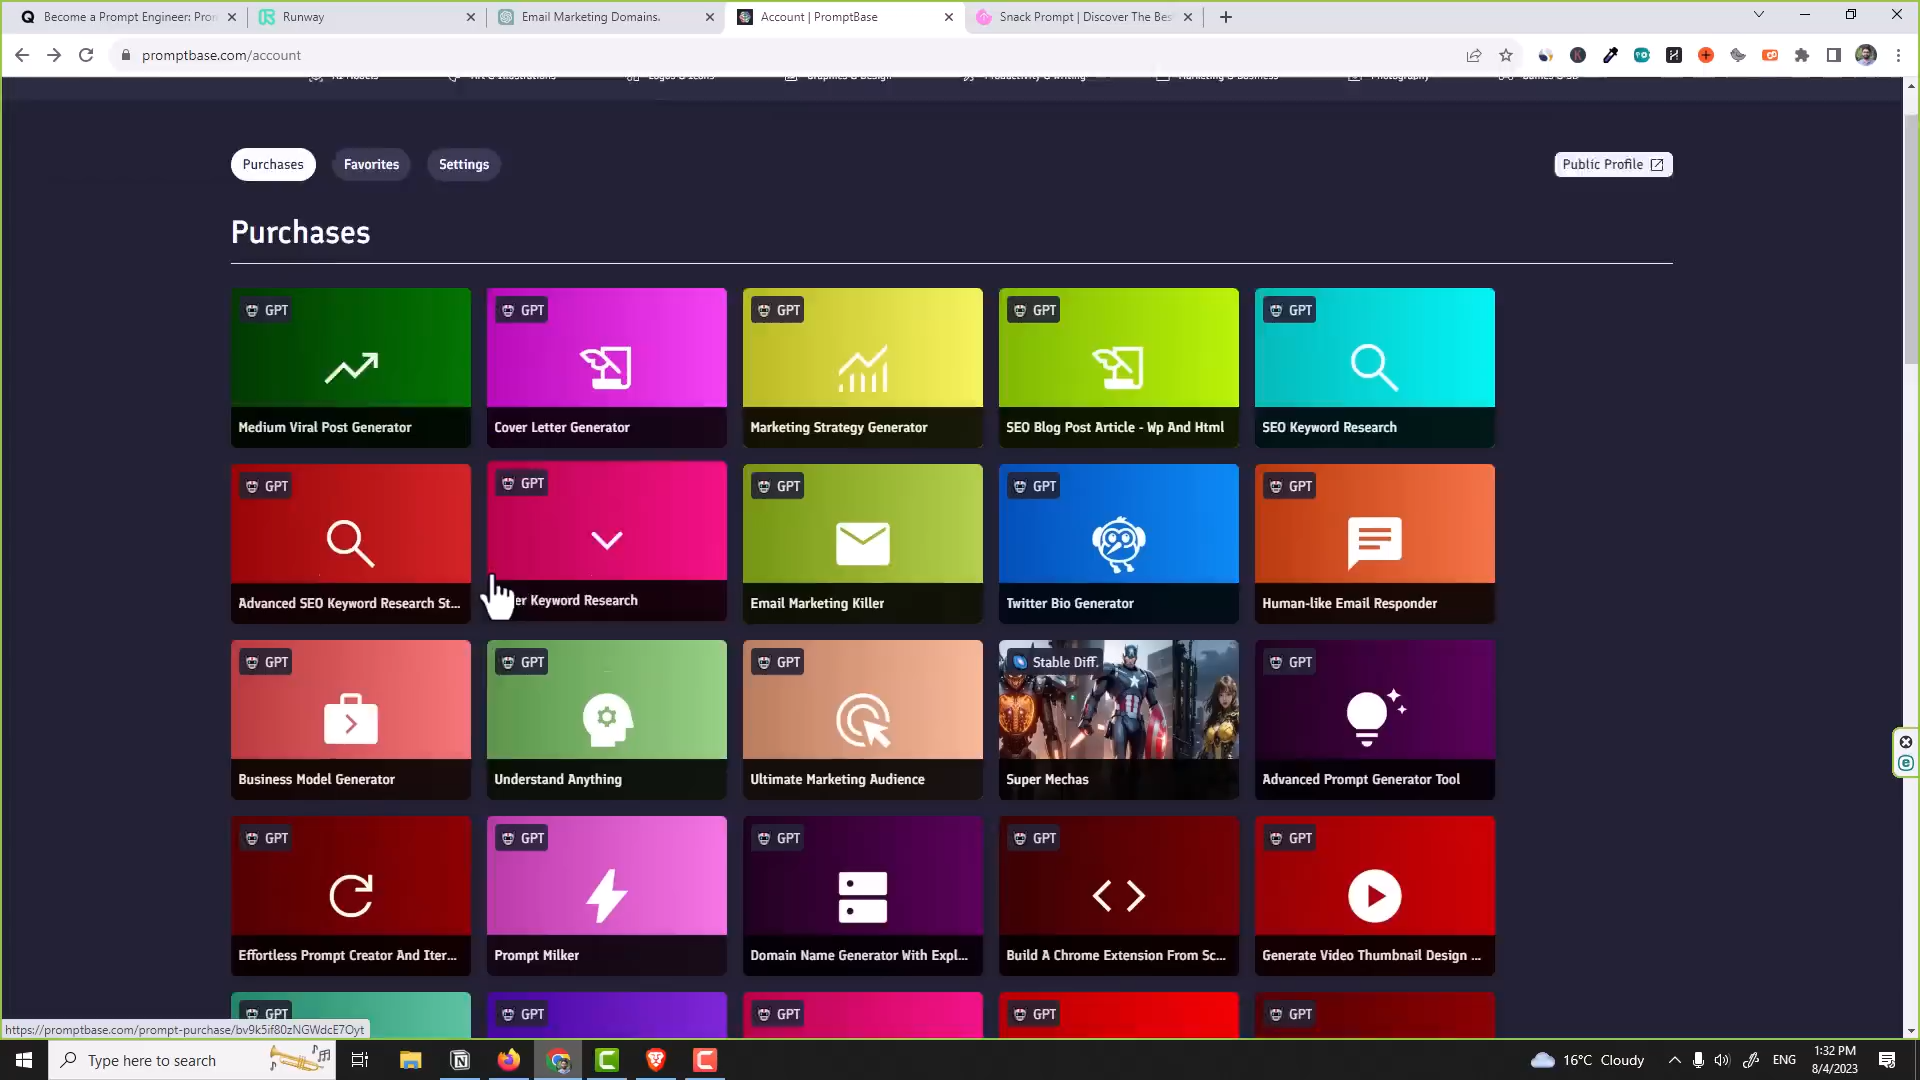 Become a Prompt Engineer: Pro
Runway
Email Marketing Domains.
Account | PromptBase
Snack Prompt | Discover The Bes
promptbase.com/account
Purchases
Favorites
Settings
Public Profile
Purchases
GPT
GPT
GPT
GPT
GPT
Medium Viral Post Generator
Cover Letter Generator
Marketing Strategy Generator
SEO Blog Post Article - Wp And Html
SEO Keyword Research
GPT
GPT
GPT
GPT
GPT
Advanced SEO Keyword Research St...
Keyword Research
Email Marketing Killer
Twitter Bio Generator
Human-like Email Responder
GPT
GPT
GPT
Stable Diff.
GPT
Business Model Generator
Understand Anything
Ultimate Marketing Audience
Super Mechas
Advanced Prompt Generator Tool
GPT
GPT
GPT
GPT
GPT
Effortless Prompt Creator And Iter...
Prompt Milker
Domain Name Generator With Expl...
Build A Chrome Extension From Sc...
Generate Video Thumbnail Design ...
GPT
GPT
GPT
GPT
GPT
https://promptbase.com/prompt-purchase/bv9k5if80zNGWdcE7Oyt
Type here to search
16°C Cloudy
ENG
1:32 PM
8/4/2023